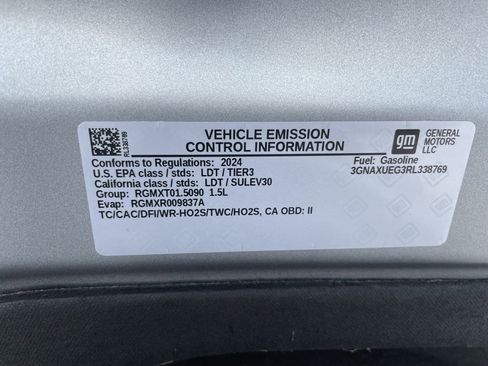 RL338769
VEHICLE EMISSION
CONTROL INFORMATION
gm
GENERAL
MOTORS
LLC
Conforms to Regulations: 2024
U.S. EPA class / stds: LDT / TIER3
California class / stds: LDT / SULEV30
Group: RGMXT01.5090 1.5L
Evap: RGMXR009837A
TC/CAC/DFI/WR-HO2S/TWC/HO2S, CA OBD: II
Fuel: Gasoline
3GNAXUEG3RL338769